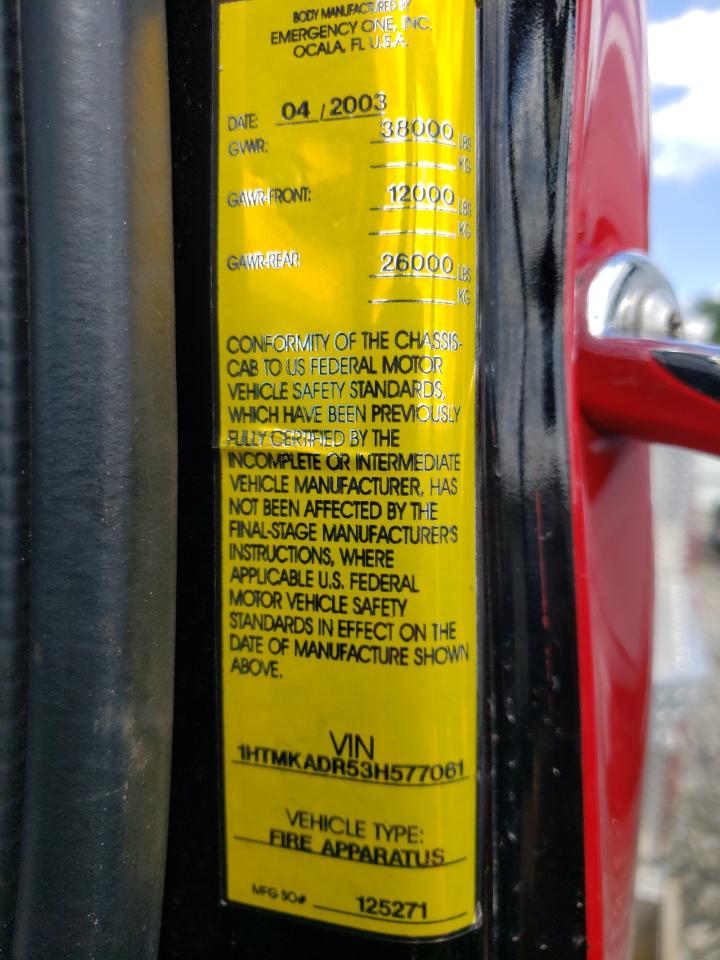 BODY MANUFACTURED BY
EMERGENCY ONE, INC.
OCALA, FL U.S.A.
DATE: 04 / 2003
GVWR: 38000 LBS
KG
GAWR-FRONT: 12000 LBS
KG
GAWR-REAR: 26000 LBS
KG
CONFORMITY OF THE CHASSIS-
CAB TO US FEDERAL MOTOR
VEHICLE SAFETY STANDARDS,
WHICH HAVE BEEN PREVIOUSLY
FULLY CERTIFIED BY THE
INCOMPLETE OR INTERMEDIATE
VEHICLE MANUFACTURER, HAS
NOT BEEN AFFECTED BY THE
FINAL-STAGE MANUFACTURER'S
INSTRUCTIONS, WHERE
APPLICABLE U.S. FEDERAL
MOTOR VEHICLE SAFETY
STANDARDS IN EFFECT ON THE
DATE OF MANUFACTURE SHOWN
ABOVE.
VIN
1HTMKADR53H577061
VEHICLE TYPE:
FIRE APPARATUS
MFG SO# 125271